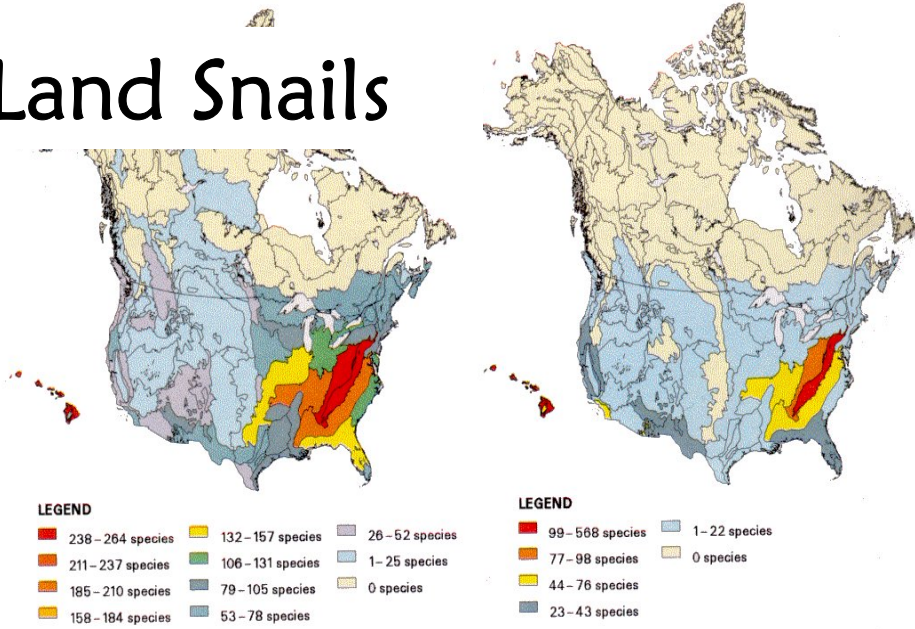 Land Snails
LEGEND
238–264 species
211–237 species
185–210 species
158–184 species
132–157 species
106–131 species
79–105 species
53–78 species
26–52 species
1–25 species
0 species
LEGEND
99–568 species
77–98 species
44–76 species
23–43 species
1–22 species
0 species